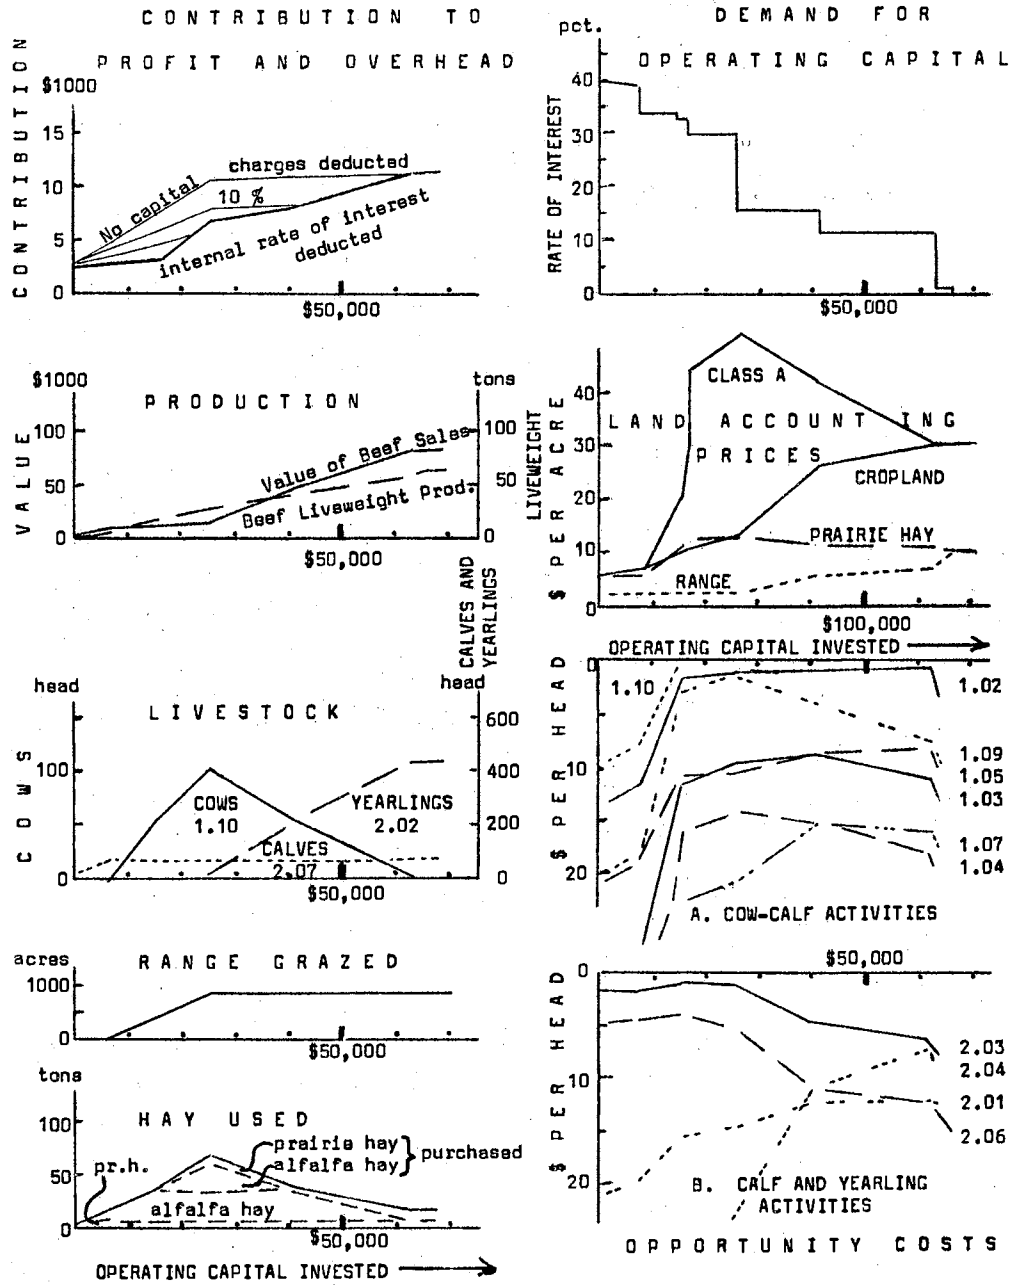 CONTRIBUTION TO
PROFIT AND OVERHEAD
CONTRIBUTION
$1000
15
10
5
0
No capital charges deducted
10 %
internal rate of interest
deducted
$50,000
DEMAND FOR
OPERATING CAPITAL
pct.
RATE OF INTEREST
40
30
20
10
0
$50,000
PRODUCTION
$1000
VALUE
100
50
0
tons
100
50
0
LIVEWEIGHT
Value of Beef Sales
Beef Liveweight Prod.
$50,000
LAND ACCOUNTING
PRICES
$ PER ACRE
40
30
20
10
0
CLASS A
CROPLAND
PRAIRIE HAY
RANGE
$100,000
OPERATING CAPITAL INVESTED
LIVESTOCK
head
COWS
100
0
CALVES AND
YEARLINGS
head
600
400
200
0
COWS
1.10
YEARLINGS
2.02
CALVES
2.07
$50,000
$ PER HEAD
0
10
20
1.10
1.02
1.09
1.05
1.03
1.07
1.04
A. COW-CALF ACTIVITIES
RANGE GRAZED
acres
1000
0
$50,000
HAY USED
tons
100
50
0
pr.h.
prairie hay
alfalfa hay
purchased
alfalfa hay
$50,000
OPERATING CAPITAL INVESTED
$50,000
$ PER HEAD
0
10
20
2.03
2.04
2.01
2.06
B. CALF AND YEARLING
ACTIVITIES
OPPORTUNITY COSTS